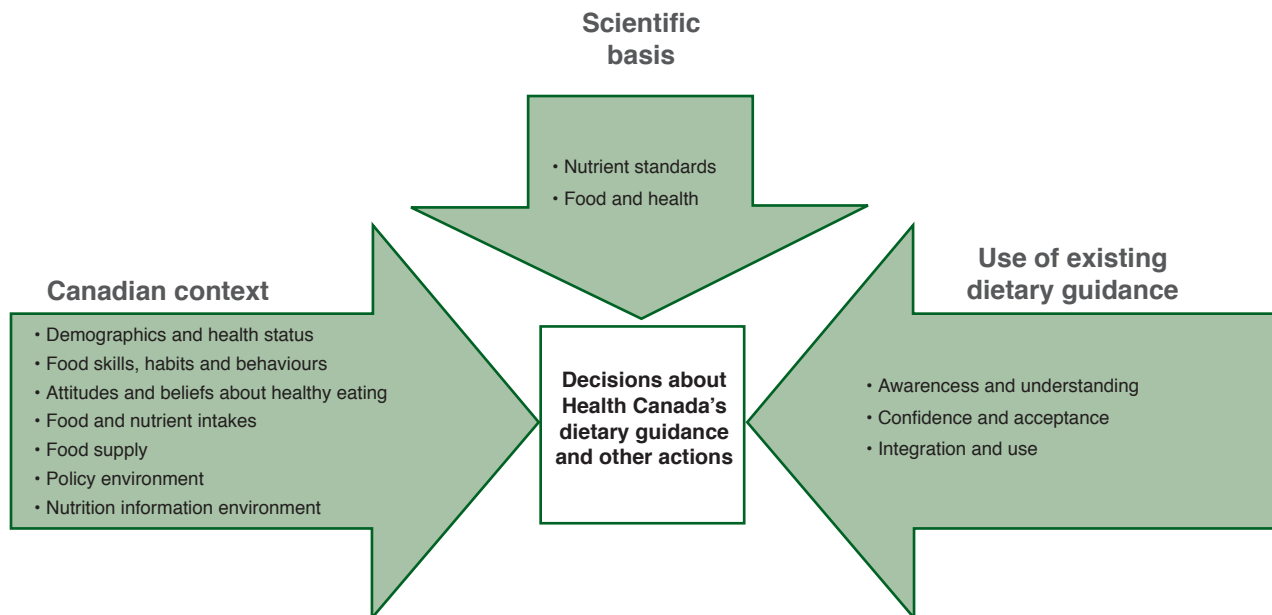 Scientific
basis
• Nutrient standards
• Food and health
Canadian context
• Demographics and health status
• Food skills, habits and behaviours
• Attitudes and beliefs about healthy eating
• Food and nutrient intakes
• Food supply
• Policy environment
• Nutrition information environment
Decisions about
Health Canada's
dietary guidance
and other actions
Use of existing
dietary guidance
• Awarencess and understanding
• Confidence and acceptance
• Integration and use